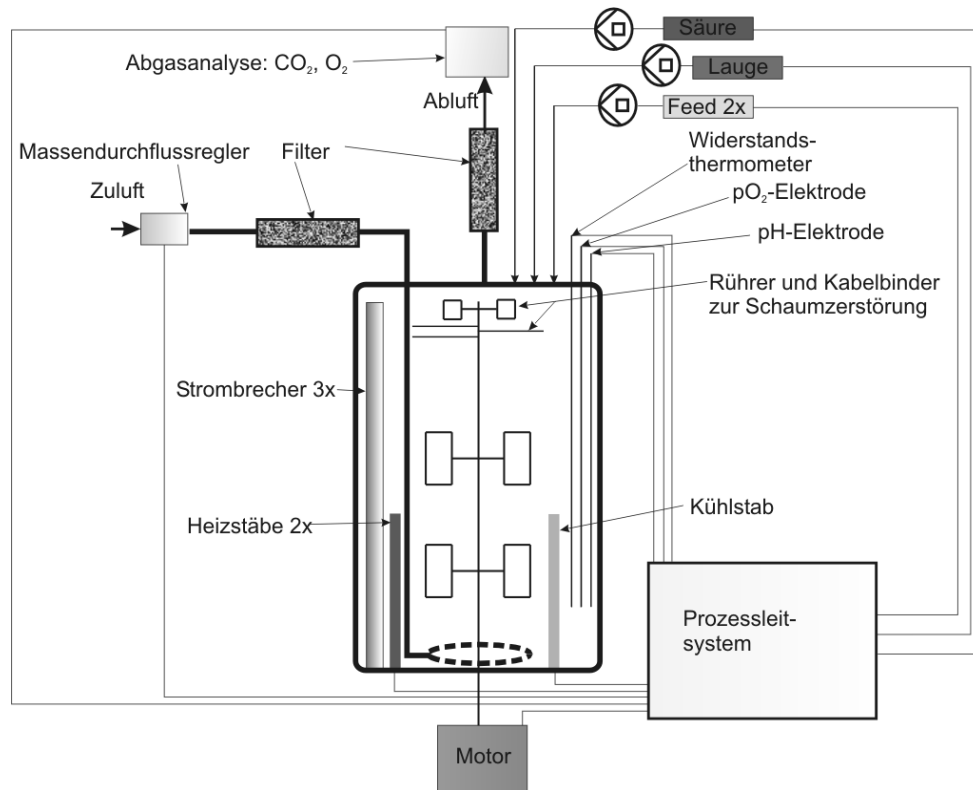 Säure
Abgasanalyse: CO₂, O₂
Lauge
Abluft
Feed 2x
Massendurchflussregler
Filter
Widerstands-
thermometer
Zuluft
pO₂-Elektrode
pH-Elektrode
Rührer und Kabelbinder
zur Schaumzerstörung
Strombrecher 3x
Heizstäbe 2x
Kühlstab
Prozessleit-
system
Motor